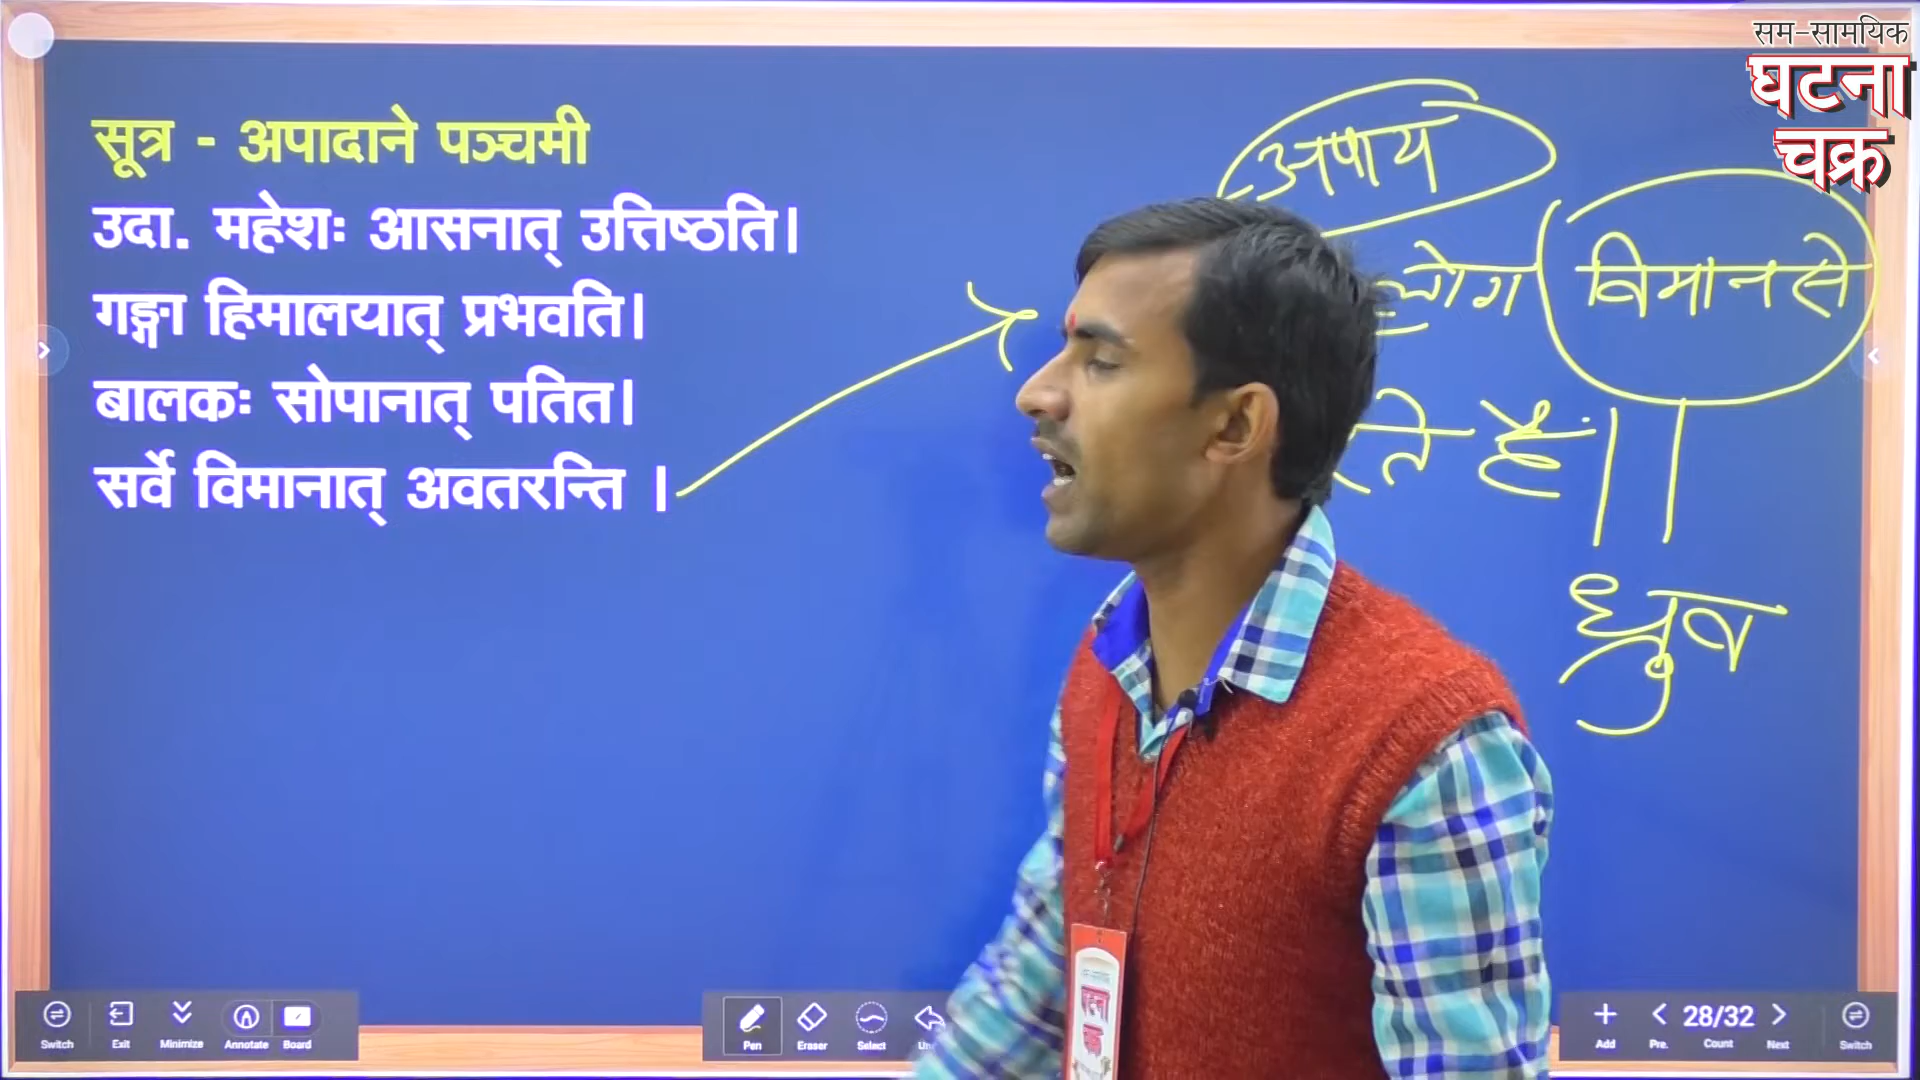 सूत्र - अपादाने पञ्चमी
उदा. महेशः आसनात् उत्तिष्ठति।
गङ्गा हिमालयात् प्रभवति।
बालकः सोपानात् पतित।
सर्वे विमानात् अवतरन्ति ।
अपाय
लोग विमान से
ते हैं।
ध्रुव
सम-सामयिक
घटना
चक्र
Switch Exit Minimize Annotate Board
Pen Eraser Select
Add Pre. 28/32 Count Next Switch